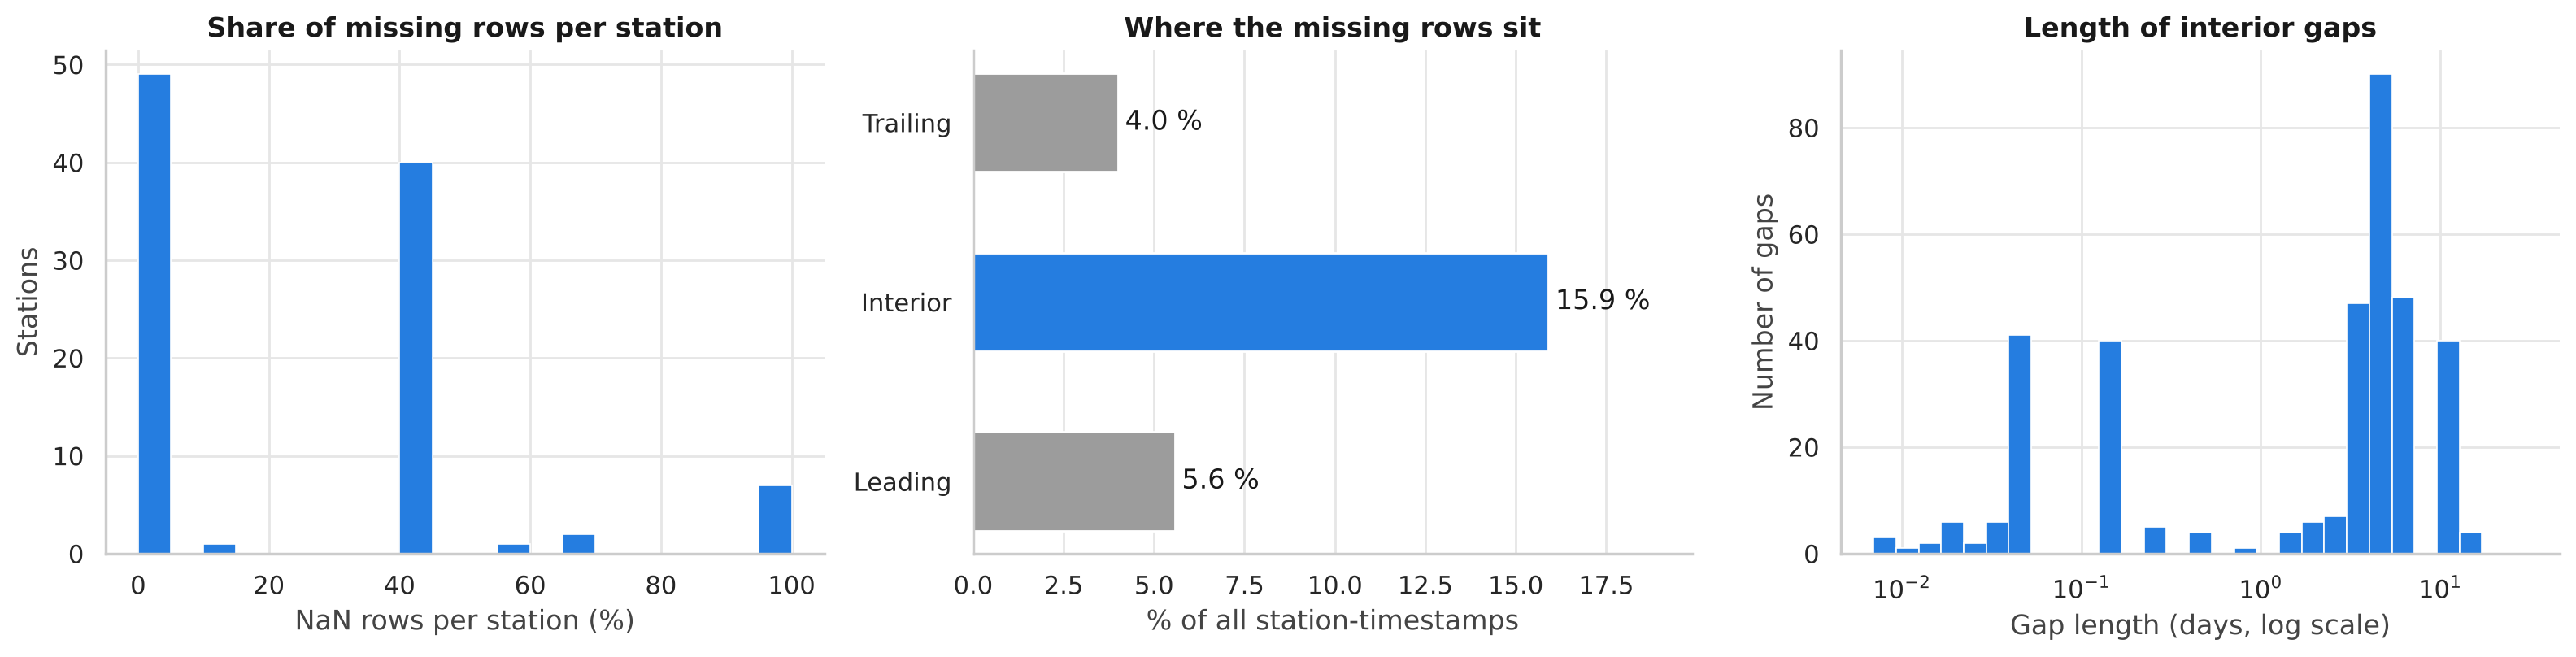 Share of missing rows per station
50
40
30
20
10
0
Stations
0 20 40 60 80 100
NaN rows per station (%)
Where the missing rows sit
Trailing
4.0 %
Interior
15.9 %
Leading
5.6 %
0.0 2.5 5.0 7.5 10.0 12.5 15.0 17.5
% of all station-timestamps
Length of interior gaps
80
60
40
20
0
Number of gaps
10⁻² 10⁻¹ 10⁰ 10¹
Gap length (days, log scale)